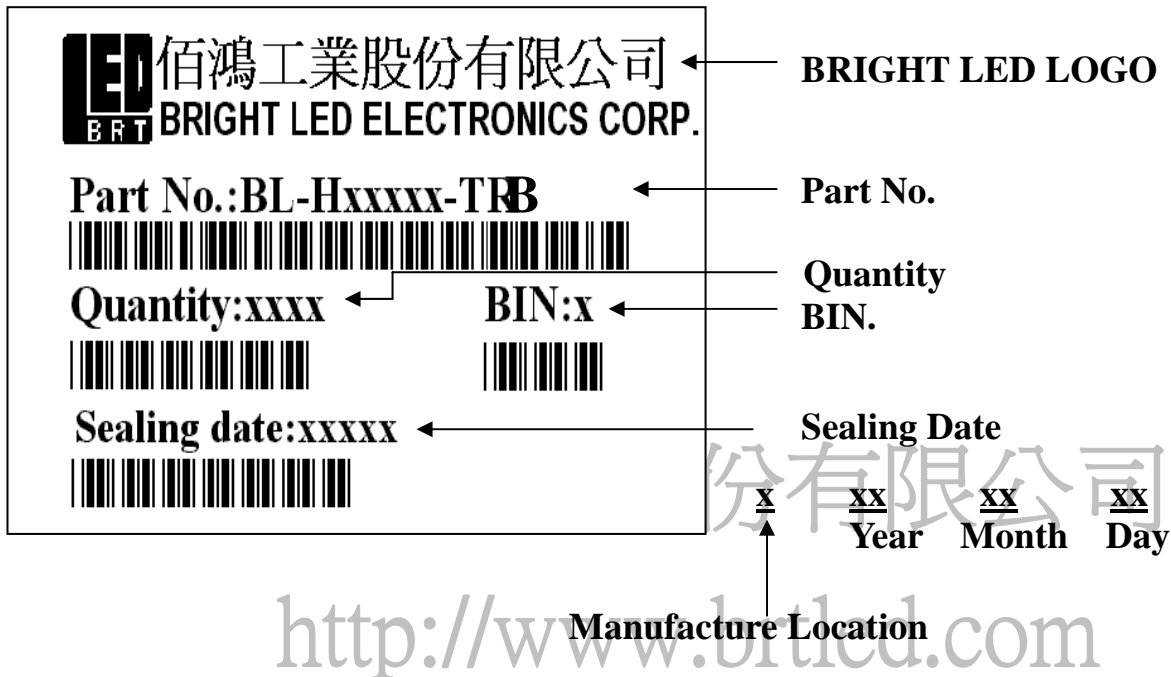 佰鴻工業股份有限公司
BRIGHT LED ELECTRONICS CORP.
BRT
LED
BRIGHT LED LOGO
Part No.:BL-Hxxxxx-TRB
Part No.
Quantity:xxxx
BIN:x
Quantity
BIN.
Sealing date:xxxxx
Sealing Date
份有限公司
x xx xx xx
Year Month Day
Manufacture Location
http://www.brtled.com